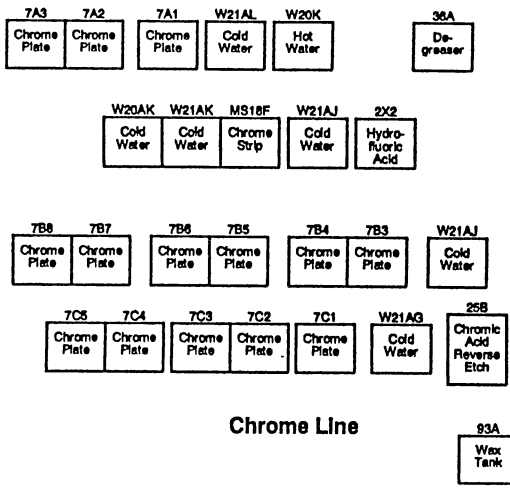 7A3 7A2 7A1 W21AL W20K 36A
Chrome Plate Chrome Plate Chrome Plate Cold Water Hot Water De-greaser
W20AK W21AK MS18F W21AJ 2X2
Cold Water Cold Water Chrome Strip Cold Water Hydro-fluoric Acid
7B8 7B7 7B6 7B5 7B4 7B3 W21AJ
Chrome Plate Chrome Plate Chrome Plate Chrome Plate Chrome Plate Chrome Plate Cold Water
7C5 7C4 7C3 7C2 7C1 W21AG 25B
Chrome Plate Chrome Plate Chrome Plate Chrome Plate Chrome Plate Cold Water Chromic Acid Reverse Etch
Chrome Line
93A
Wax Tank